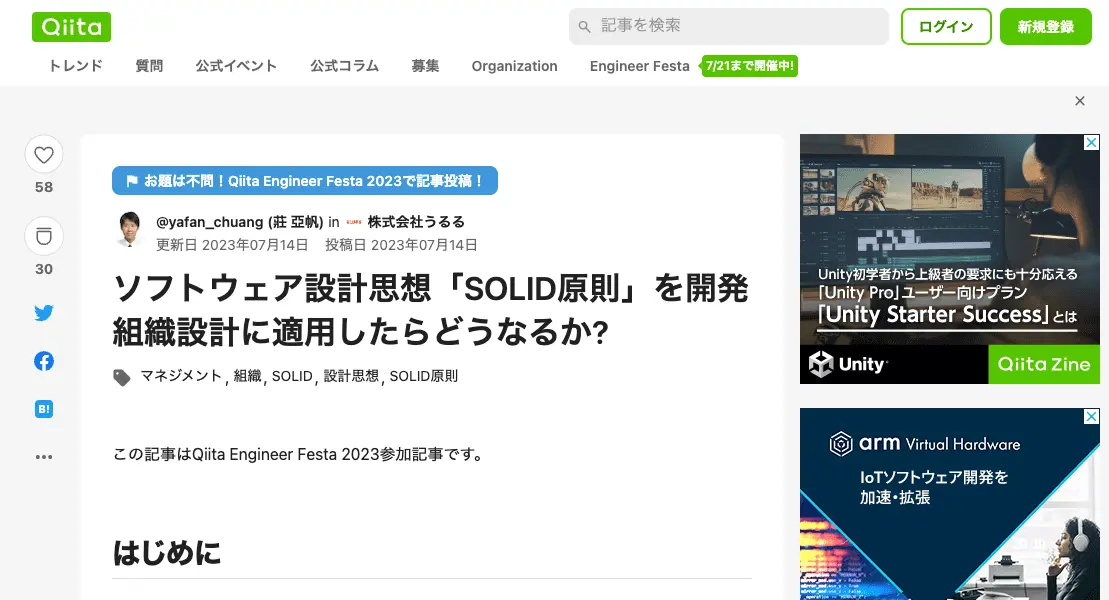 Qiita
記事を検索
ログイン
新規登録
トレンド 質問 公式イベント 公式コラム 募集 Organization Engineer Festa 7/21まで開催中!
58
30
B!
お題は不問！Qiita Engineer Festa 2023で記事投稿！
@yafan_chuang (莊 亞帆) in 株式会社うるる
更新日 2023年07月14日 投稿日 2023年07月14日
ソフトウェア設計思想「SOLID原則」を開発
組織設計に適用したらどうなるか?
マネジメント, 組織, SOLID, 設計思想, SOLID原則
この記事はQiita Engineer Festa 2023参加記事です。
はじめに
Unity初学者から上級者の要求にも十分応える
「Unity Pro」ユーザー向けプラン
「Unity Starter Success」とは
Unity
Qiita Zine
arm Virtual Hardware
IoTソフトウェア開発を
加速・拡張